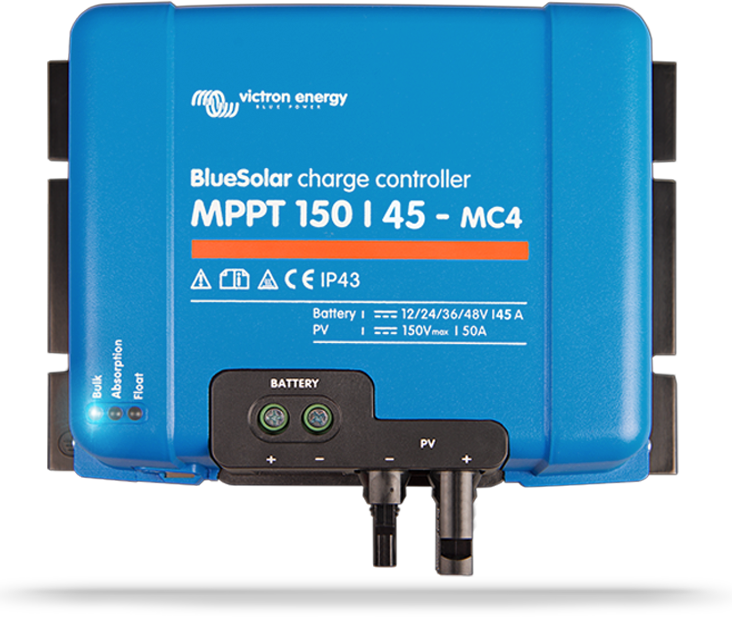 victron energy
BLUE POWER
BlueSolar charge controller
MPPT 150 | 45 - MC4
CE IP43
Battery | 12/24/36/48V | 45 A
PV | 150Vmax | 50A
Bulk
Absorption
Float
BATTERY
+ − − PV +